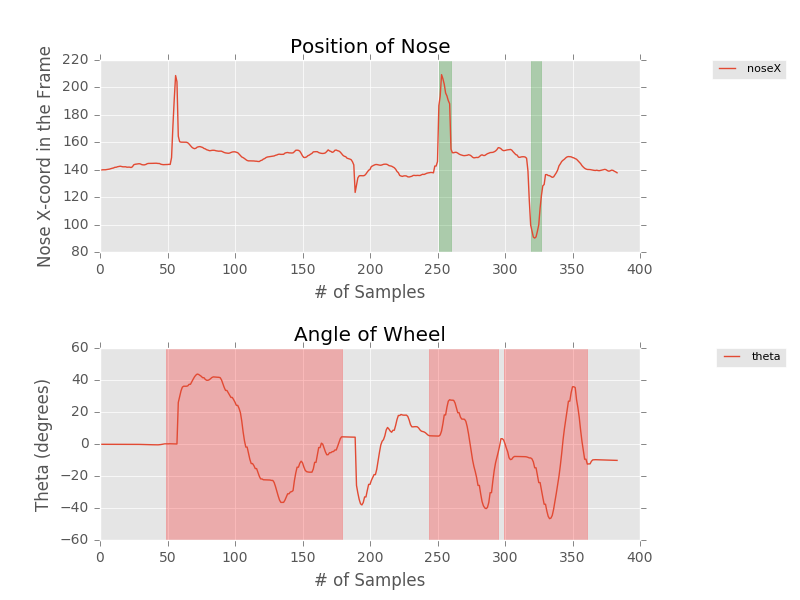 Position of Nose
Nose X-coord in the Frame
220
200
180
160
140
120
100
80
0 50 100 150 200 250 300 350 400
# of Samples
noseX
Angle of Wheel
Theta (degrees)
60
40
20
0
−20
−40
−60
0 50 100 150 200 250 300 350 400
# of Samples
theta